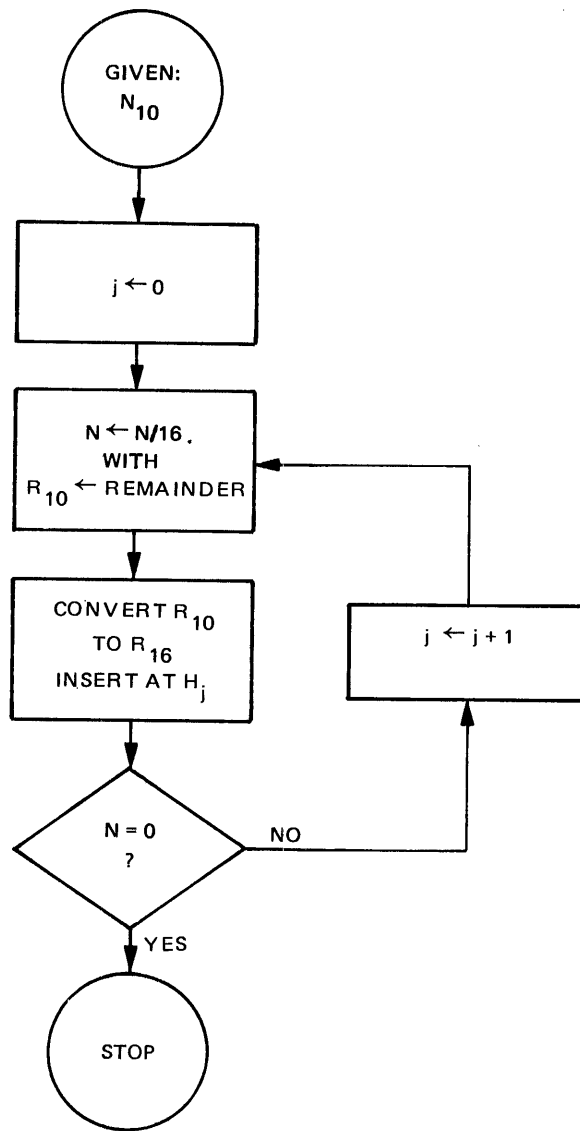 GIVEN:
N10
j ← 0
N ← N/16.
WITH
R10 ← REMAINDER
CONVERT R10
TO R16
INSERT AT Hj
j ← j + 1
N = 0
?
NO
YES
STOP